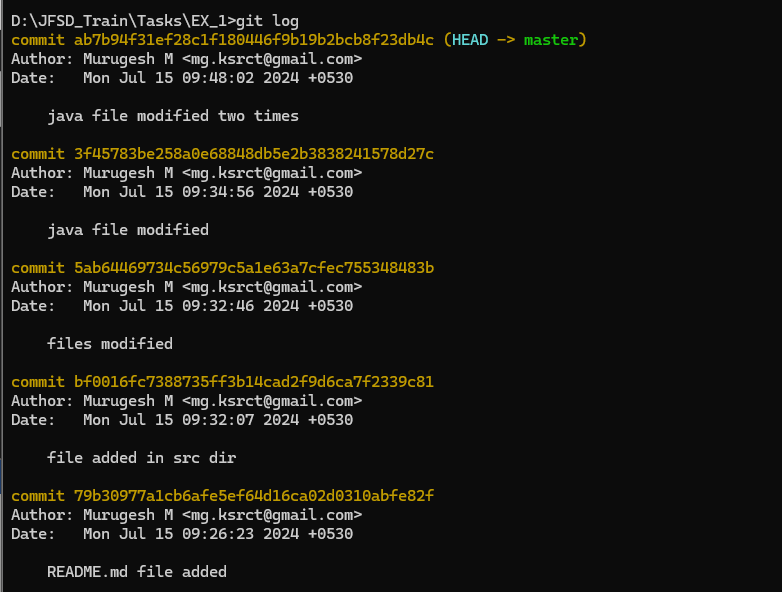 D:\JFSD_Train\Tasks\EX_1>git log
commit ab7b94f31ef28c1f180446f9b19b2bcb8f23db4c (HEAD -> master)
Author: Murugesh M <mg.ksrct@gmail.com>
Date:   Mon Jul 15 09:48:02 2024 +0530
java file modified two times
commit 3f45783be258a0e68848db5e2b3838241578d27c
Author: Murugesh M <mg.ksrct@gmail.com>
Date:   Mon Jul 15 09:34:56 2024 +0530
java file modified
commit 5ab64469734c56979c5a1e63a7cfec755348483b
Author: Murugesh M <mg.ksrct@gmail.com>
Date:   Mon Jul 15 09:32:46 2024 +0530
files modified
commit bf0016fc7388735ff3b14cad2f9d6ca7f2339c81
Author: Murugesh M <mg.ksrct@gmail.com>
Date:   Mon Jul 15 09:32:07 2024 +0530
file added in src dir
commit 79b30977a1cb6afe5ef64d16ca02d0310abfe82f
Author: Murugesh M <mg.ksrct@gmail.com>
Date:   Mon Jul 15 09:26:23 2024 +0530
README.md file added